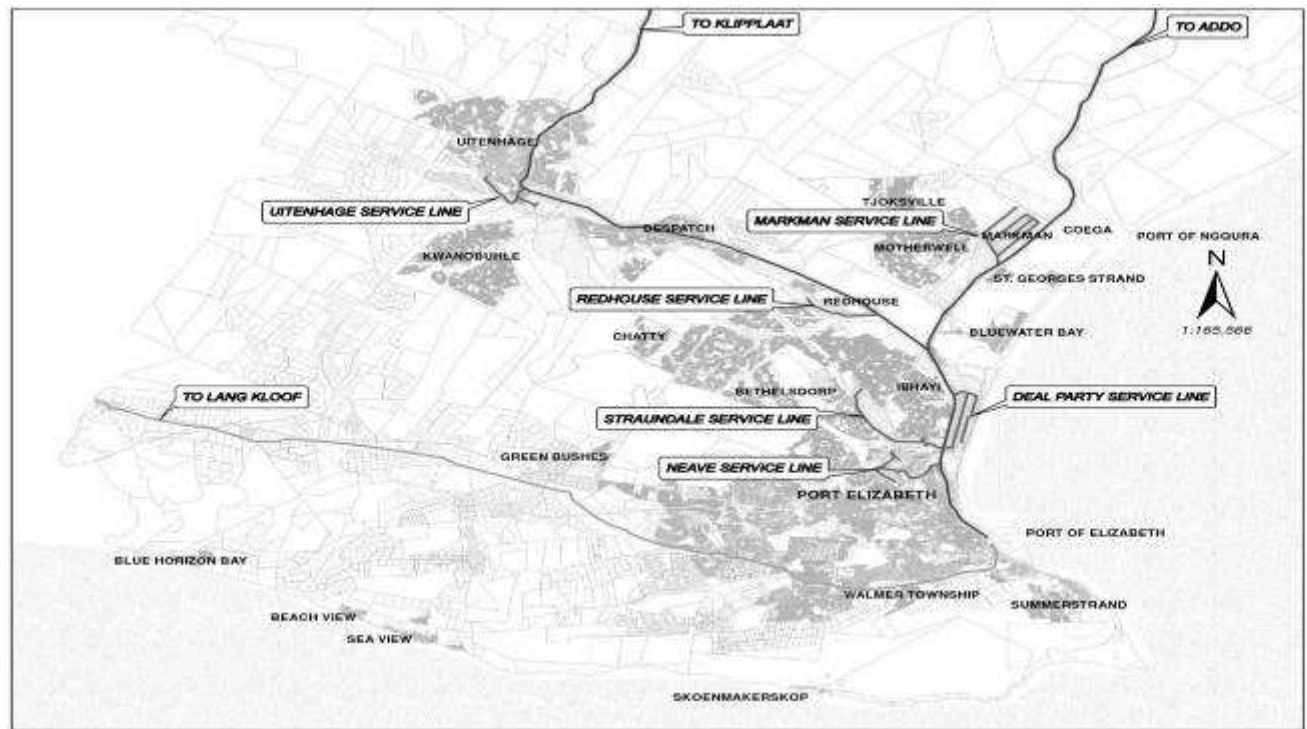 TO KLIPPLAAT
TO ADDO
UITENHAGE
UITENHAGE SERVICE LINE
TJOKSVILLE
MARKMAN SERVICE LINE
DESPATCH
MARKMAN
COEGA
PORT OF NGQURA
MOTHERWELL
KWANOBUHLE
N
ST. GEORGES STRAND
REDHOUSE SERVICE LINE
REDHOUSE
1:165,566
CHATTY
BLUEWATER BAY
BETHELSDORP
IBHAYI
TO LANG KLOOF
DEAL PARTY SERVICE LINE
STRAUNDALE SERVICE LINE
GREEN BUSHES
NEAVE SERVICE LINE
PORT ELIZABETH
PORT OF ELIZABETH
BLUE HORIZON BAY
WALMER TOWNSHIP
SUMMERSTRAND
BEACH VIEW
SEA VIEW
SKOENMAKERSKOP